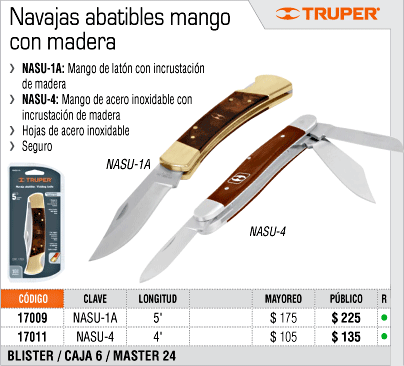 Navajas abatibles mango
con madera
TRUPER®
NASU-1A: Mango de latón con incrustación
de madera
NASU-4: Mango de acero inoxidable con
incrustación de madera
Hojas de acero inoxidable
Seguro
NASU-1A
NASU-4
TRUPER
5"
CÓDIGO CLAVE LONGITUD MAYOREO PÚBLICO R
17009 NASU-1A 5" $ 175 $ 225
17011 NASU-4 4" $ 105 $ 135
BLISTER / CAJA 6 / MASTER 24